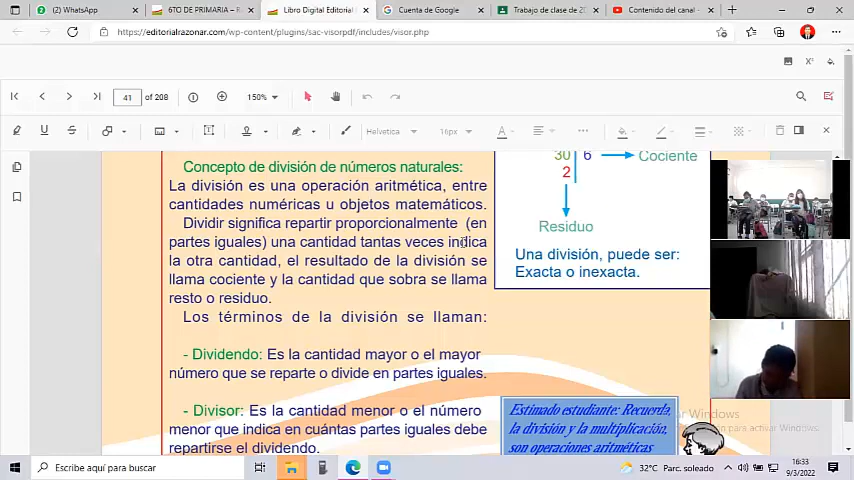 (2) WhatsApp
6TO DE PRIMARIA – R
Libro Digital Editorial
Cuenta de Google
Trabajo de clase de 2D
Contenido del canal -
https://editorialrazonar.com/wp-content/plugins/sac-visorpdf/includes/visor.php
41 of 208
150%
Helvetica
16px
Concepto de división de números naturales:
La división es una operación aritmética, entre
cantidades numéricas u objetos matemáticos.
Dividir significa repartir proporcionalmente (en
partes iguales) una cantidad tantas veces indica
la otra cantidad, el resultado de la división se
llama cociente y la cantidad que sobra se llama
resto o residuo.
Los términos de la división se llaman:
- Dividendo: Es la cantidad mayor o el mayor
número que se reparte o divide en partes iguales.
- Divisor: Es la cantidad menor o el número
menor que indica en cuántas partes iguales debe
repartirse el dividendo.
30 6 Cociente
2
Residuo
Una división, puede ser:
Exacta o inexacta.
Estimado estudiante: Recuerda,
la división y la multiplicación,
son operaciones aritméticas
ar Windows
ión para activar Windows.
Escribe aquí para buscar
32°C Parc. soleado
16:33
9/3/2022